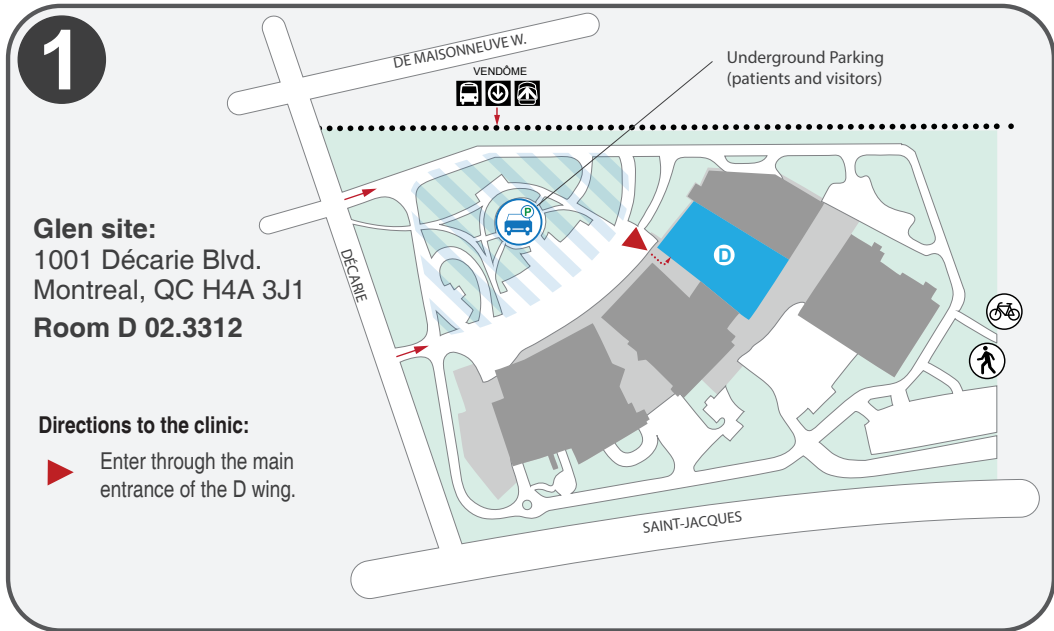 1
DE MAISONNEUVE W.
VENDÔME
Underground Parking
(patients and visitors)
P
Glen site:
1001 Décarie Blvd.
Montreal, QC H4A 3J1
Room D 02.3312
DÉCARIE
D
Directions to the clinic:
Enter through the main
entrance of the D wing.
SAINT-JACQUES